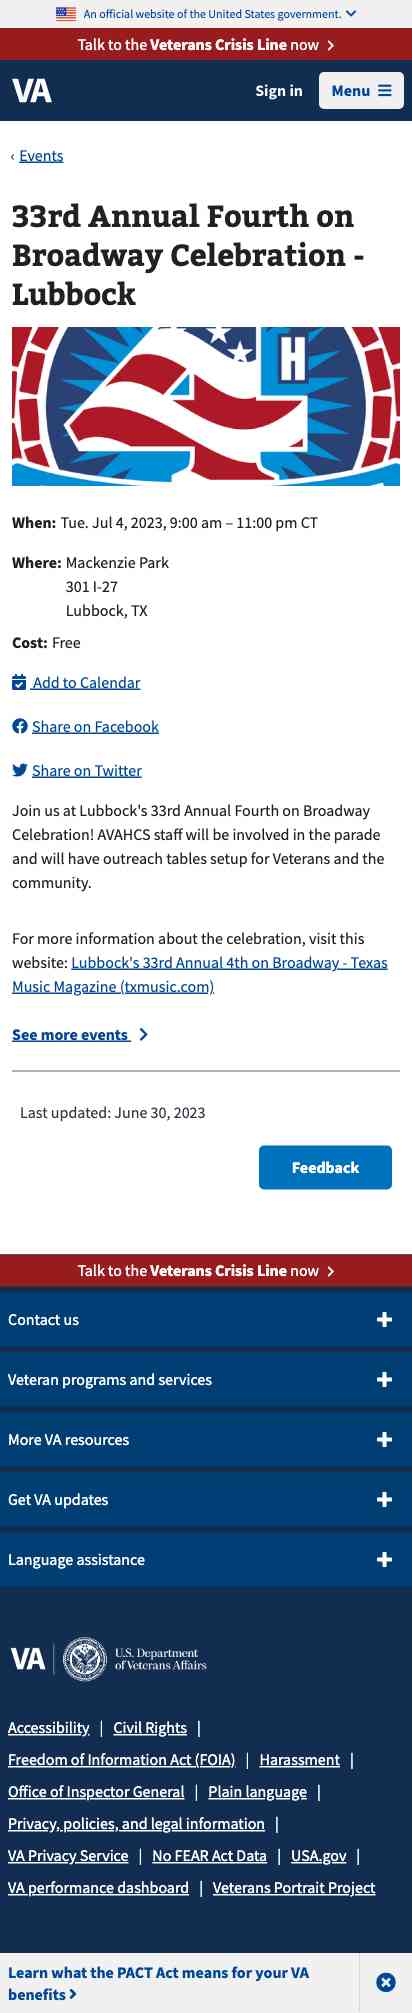 An official website of the United States government.
Talk to the Veterans Crisis Line now
VA
Sign in
Menu
‹ Events
33rd Annual Fourth on
Broadway Celebration -
Lubbock
4
H
When: Tue. Jul 4, 2023, 9:00 am – 11:00 pm CT
Where: Mackenzie Park
301 I-27
Lubbock, TX
Cost: Free
Add to Calendar
Share on Facebook
Share on Twitter
Join us at Lubbock's 33rd Annual Fourth on Broadway
Celebration! AVAHCS staff will be involved in the parade
and will have outreach tables setup for Veterans and the
community.
For more information about the celebration, visit this
website: Lubbock's 33rd Annual 4th on Broadway - Texas
Music Magazine (txmusic.com)
See more events
Last updated: June 30, 2023
Feedback
Talk to the Veterans Crisis Line now
Contact us
Veteran programs and services
More VA resources
Get VA updates
Language assistance
VA
U.S. Department
of Veterans Affairs
Accessibility | Civil Rights |
Freedom of Information Act (FOIA) | Harassment |
Office of Inspector General | Plain language |
Privacy, policies, and legal information |
VA Privacy Service | No FEAR Act Data | USA.gov |
VA performance dashboard | Veterans Portrait Project
Learn what the PACT Act means for your VA
benefits